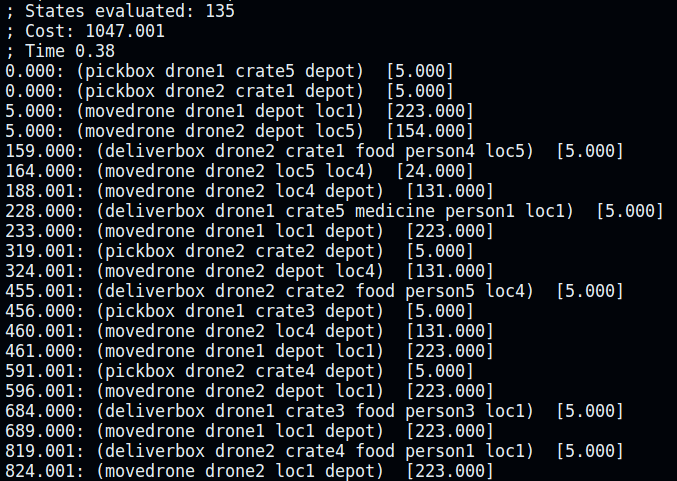 ; States evaluated: 135
; Cost: 1047.001
; Time 0.38
0.000: (pickbox drone1 crate5 depot)  [5.000]
0.000: (pickbox drone2 crate1 depot)  [5.000]
5.000: (movedrone drone1 depot loc1)  [223.000]
5.000: (movedrone drone2 depot loc5)  [154.000]
159.000: (deliverbox drone2 crate1 food person4 loc5)  [5.000]
164.000: (movedrone drone2 loc5 loc4)  [24.000]
188.001: (movedrone drone2 loc4 depot)  [131.000]
228.000: (deliverbox drone1 crate5 medicine person1 loc1)  [5.000]
233.000: (movedrone drone1 loc1 depot)  [223.000]
319.001: (pickbox drone2 crate2 depot)  [5.000]
324.001: (movedrone drone2 depot loc4)  [131.000]
455.001: (deliverbox drone2 crate2 food person5 loc4)  [5.000]
456.000: (pickbox drone1 crate3 depot)  [5.000]
460.001: (movedrone drone2 loc4 depot)  [131.000]
461.000: (movedrone drone1 depot loc1)  [223.000]
591.001: (pickbox drone2 crate4 depot)  [5.000]
596.001: (movedrone drone2 depot loc1)  [223.000]
684.000: (deliverbox drone1 crate3 food person3 loc1)  [5.000]
689.000: (movedrone drone1 loc1 depot)  [223.000]
819.001: (deliverbox drone2 crate4 food person1 loc1)  [5.000]
824.001: (movedrone drone2 loc1 depot)  [223.000]